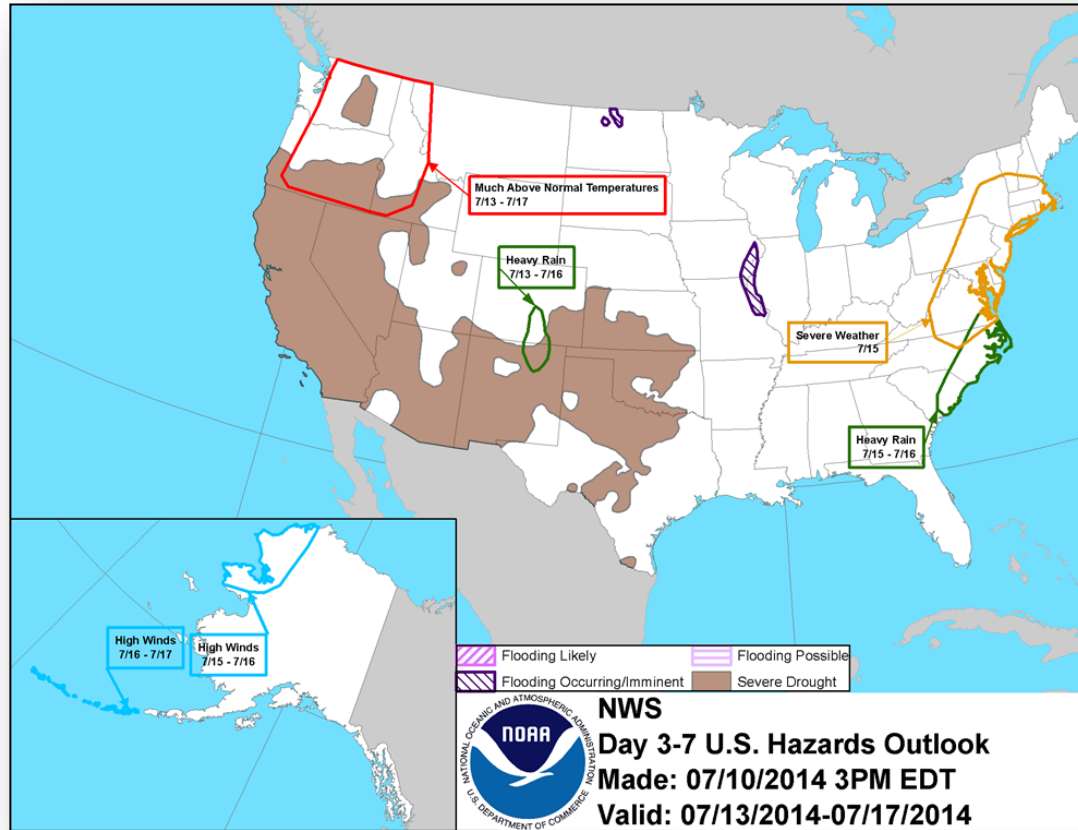 Much Above Normal Temperatures
7/13 - 7/17
Heavy Rain
7/13 - 7/16
Severe Weather
7/15
Heavy Rain
7/15 - 7/16
High Winds
7/16 - 7/17
High Winds
7/15 - 7/16
Flooding Likely
Flooding Possible
Flooding Occurring/Imminent
Severe Drought
NATIONAL OCEANIC AND ATMOSPHERIC ADMINISTRATION
NOAA
U.S. DEPARTMENT OF COMMERCE
NWS
Day 3-7 U.S. Hazards Outlook
Made: 07/10/2014 3PM EDT
Valid: 07/13/2014-07/17/2014